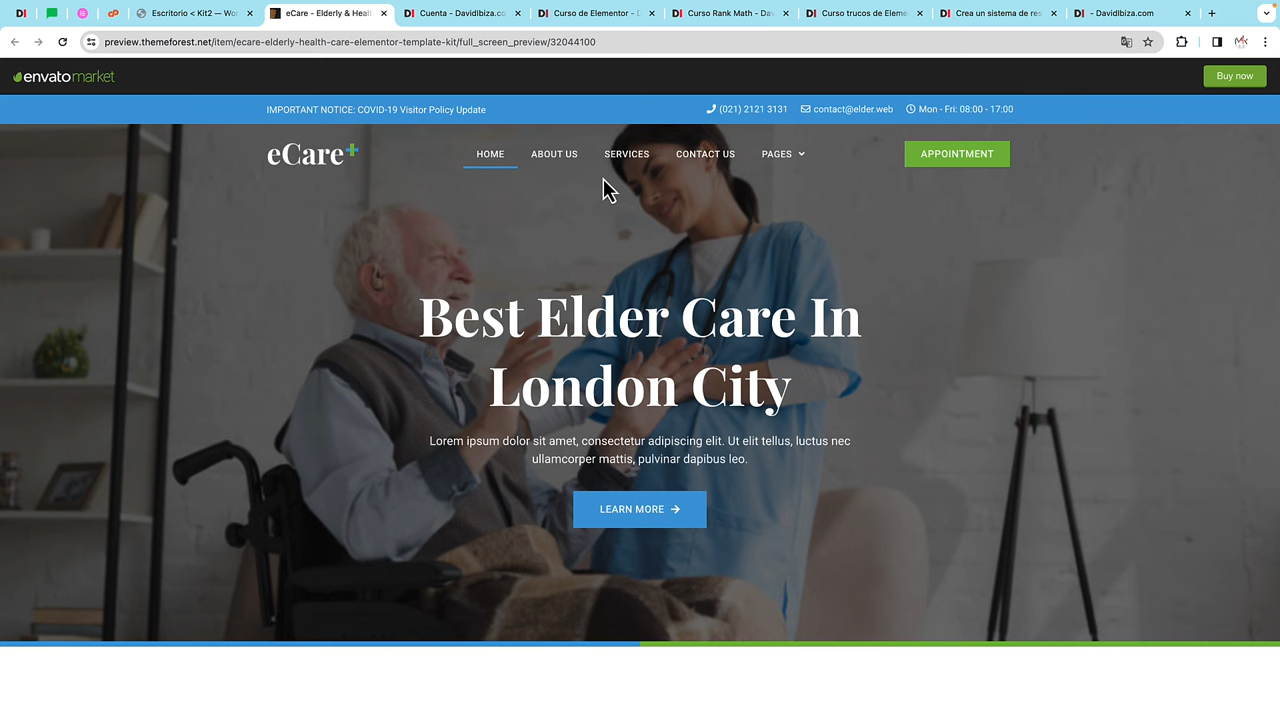 Escritorio < Kit2 — Wo
eCare - Elderly & Heal
Cuenta - DavidIbiza.co
Curso de Elementor - D
Curso Rank Math - Dav
Curso trucos de Eleme
Crea un sistema de res
- DavidIbiza.com
preview.themeforest.net/item/ecare-elderly-health-care-elementor-template-kit/full_screen_preview/32044100
envatomarket
Buy now
IMPORTANT NOTICE: COVID-19 Visitor Policy Update
(021) 2121 3131
contact@elder.web
Mon - Fri: 08:00 - 17:00
eCare+
HOME
ABOUT US
SERVICES
CONTACT US
PAGES
APPOINTMENT
Best Elder Care In
London City
Lorem ipsum dolor sit amet, consectetur adipiscing elit. Ut elit tellus, luctus nec
ullamcorper mattis, pulvinar dapibus leo.
LEARN MORE →